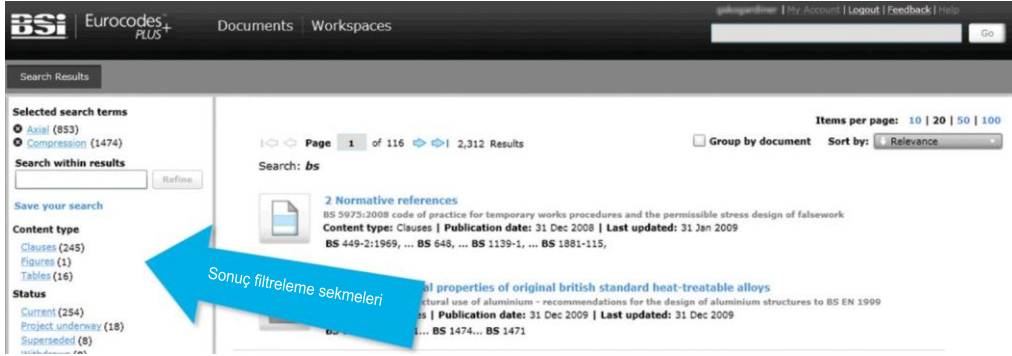 BSi Eurocodes+ PLUS
Documents | Workspaces
| My Account | Logout | Feedback | Help
Go
Search Results
Selected search terms
Axial (853)
Compression (1474)
Search within results
Refine
Save your search
Content type
Clauses (245)
Figures (1)
Tables (16)
Status
Current (254)
Project underway (18)
Superseded (8)
Items per page: 10 | 20 | 50 | 100
Page 1 of 116 2,312 Results
Group by document Sort by: Relevance
Search: bs
2 Normative references
BS 5975:2008 code of practice for temporary works procedures and the permissible stress design of falsework
Content type: Clauses | Publication date: 31 Dec 2008 | Last updated: 31 Jan 2009
BS 449-2:1969, ... BS 648, ... BS 1139-1, ... BS 1881-115,
Sonuç filtreleme sekmeleri
properties of original british standard heat-treatable alloys
use of aluminium - recommendations for the design of aluminium structures to BS EN 1999
| Publication date: 31 Dec 2009 | Last updated: 31 Dec 2009
... BS 1474... BS 1471